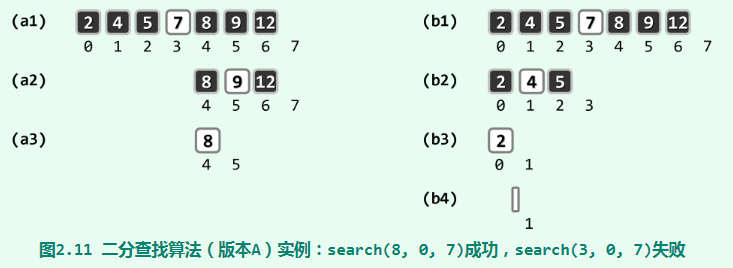 (a1) 2 4 5 7 8 9 12 (b1) 2 4 5 7 8 9 12
0 1 2 3 4 5 6 7 0 1 2 3 4 5 6 7
(a2) 8 9 12 (b2) 2 4 5
4 5 6 7 0 1 2 3
(a3) 8 (b3) 2
4 5 0 1
(b4)
1
图2.11 二分查找算法（版本A）实例：search(8, 0, 7)成功，search(3, 0, 7)失败